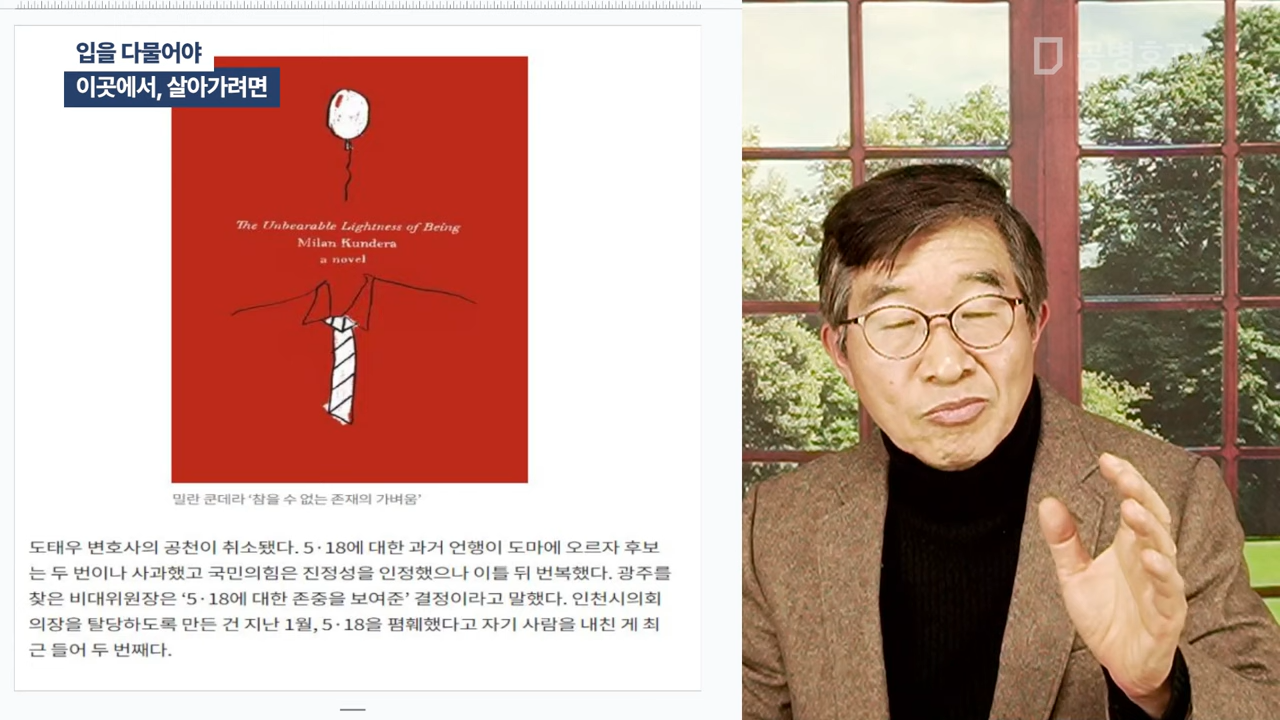 입을 다물어야
이곳에서, 살아가려면
The Unbearable Lightness of Being
Milan Kundera
a novel
밀란 쿤데라 ‘참을 수 없는 존재의 가벼움’
도태우 변호사의 공천이 취소됐다. 5·18에 대한 과거 언행이 도마에 오르자 후보
는 두 번이나 사과했고 국민의힘은 진정성을 인정했으나 이틀 뒤 번복했다. 광주를
찾은 비대위원장은 ‘5·18에 대한 존중을 보여준’ 결정이라고 말했다. 인천시의회
의장을 탈당하도록 만든 건 지난 1월, 5·18을 폄훼했다고 자기 사람을 내친 게 최
근 들어 두 번째다.
공병호